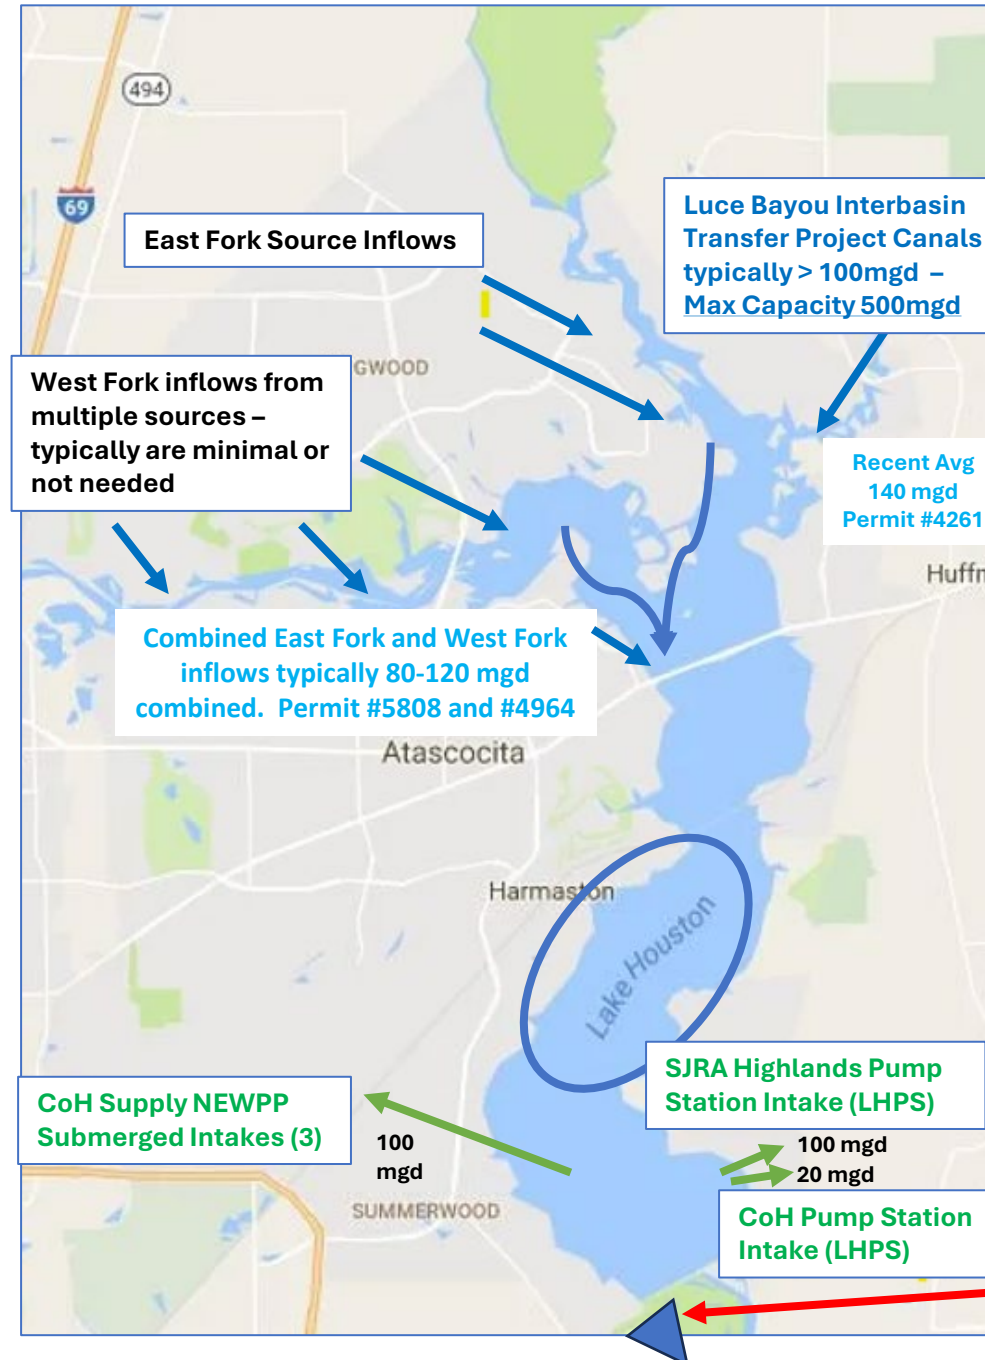 494
69
East Fork Source Inflows
Luce Bayou Interbasin
Transfer Project Canals
typically > 100mgd –
Max Capacity 500mgd
GWOOD
West Fork inflows from
multiple sources –
typically are minimal or
not needed
Recent Avg
140 mgd
Permit #4261
Huffm
Combined East Fork and West Fork
inflows typically 80-120 mgd
combined. Permit #5808 and #4964
Atascocita
Harmaston
Lake Houston
SJRA Highlands Pump
Station Intake (LHPS)
CoH Supply NEWPP
Submerged Intakes (3)
100
mgd
100 mgd
20 mgd
SUMMERWOOD
CoH Pump Station
Intake (LHPS)